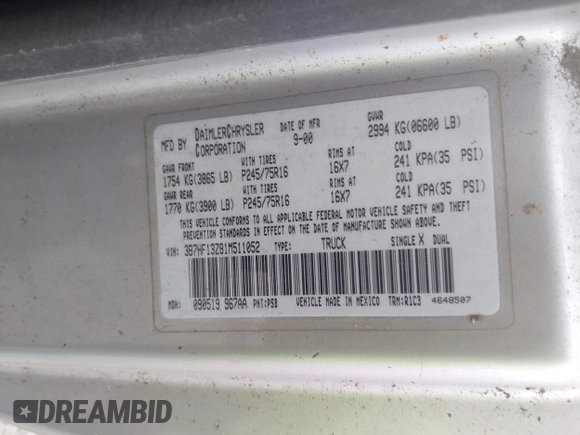 MFD BY DAIMLERCHRYSLER CORPORATION DATE OF MFR 9-00 GVWR 2994 KG(06600 LB)
GAWR FRONT WITH TIRES RIMS AT COLD
1754 KG(3865 LB) P245/75R16 16X7 241 KPA(35 PSI)
GAWR REAR WITH TIRES RIMS AT COLD
1770 KG(3900 LB) P245/75R16 16X7 241 KPA(35 PSI)
THIS VEHICLE CONFORMS TO ALL APPLICABLE FEDERAL MOTOR VEHICLE SAFETY AND THEFT
PREVENTION STANDARDS IN EFFECT ON THE DATE OF MANUFACTURE SHOWN ABOVE.
VIN: 3B7HF13Z81M511052 TYPE: TRUCK SINGLE X DUAL
MDH: 090519 967AA PNT:PSB VEHICLE MADE IN MEXICO TRM:R1C3 4648507
DREAMBID